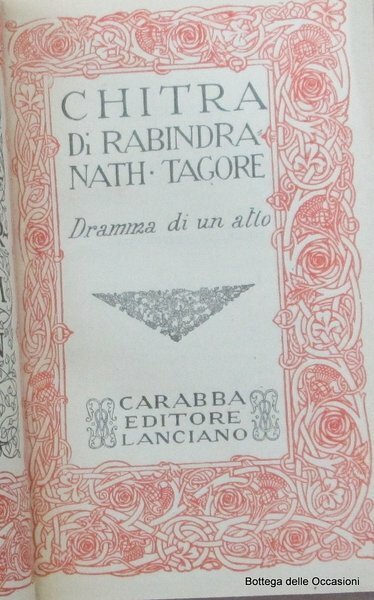 CHITRA
Di RABINDRA-
NATH · TAGORE
Dramma di un atto
CARABBA
EDITORE
LANCIANO
Bottega delle Occasioni